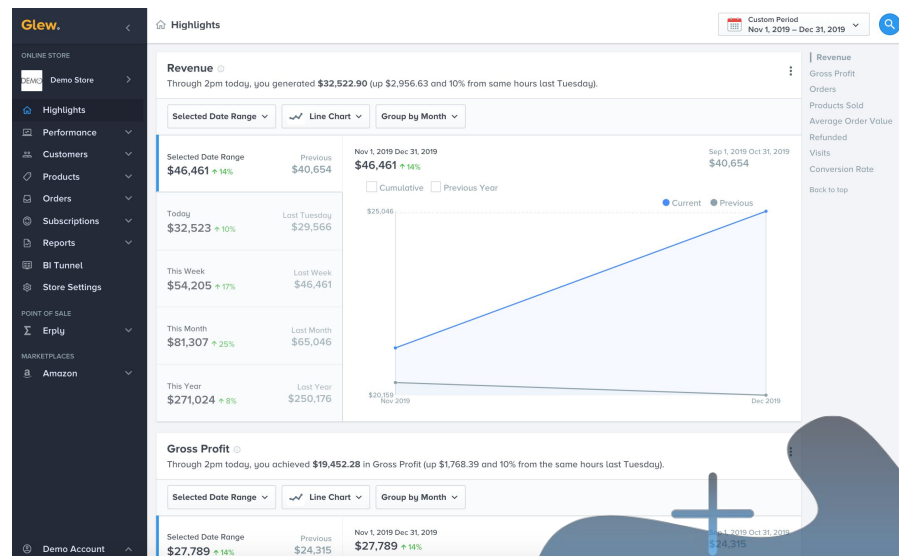 Glew.
ONLINE STORE
DEMO
Demo Store
Highlights
Performance
Customers
Products
Orders
Subscriptions
Reports
BI Tunnel
Store Settings
POINT OF SALE
Erply
MARKETPLACES
Amazon
Demo Account
Highlights
Custom Period
Nov 1, 2019 – Dec 31, 2019
Revenue
Through 2pm today, you generated $32,522.90 (up $2,956.63 and 10% from same hours last Tuesday).
Selected Date Range
Line Chart
Group by Month
Selected Date Range Previous
$46,461 ↑ 14% $40,654
Today Last Tuesday
$32,523 ↑ 10% $29,566
This Week Last Week
$54,205 ↑ 17% $46,461
This Month Last Month
$81,307 ↑ 25% $65,046
This Year Last Year
$271,024 ↑ 8% $250,176
Nov 1, 2019 Dec 31, 2019 Sep 1, 2019 Oct 31, 2019
$46,461 ↑ 14% $40,654
Cumulative Previous Year
Current Previous
$25,046
$20,159
Nov 2019 Dec 2019
Gross Profit
Through 2pm today, you achieved $19,452.28 in Gross Profit (up $1,768.39 and 10% from the same hours last Tuesday).
Selected Date Range
Line Chart
Group by Month
Selected Date Range Previous
$27,789 ↑ 14% $24,315
Nov 1, 2019 Dec 31, 2019 Sep 1, 2019 Oct 31, 2019
$27,789 ↑ 14% $24,315
Revenue
Gross Profit
Orders
Products Sold
Average Order Value
Refunded
Visits
Conversion Rate
Back to top